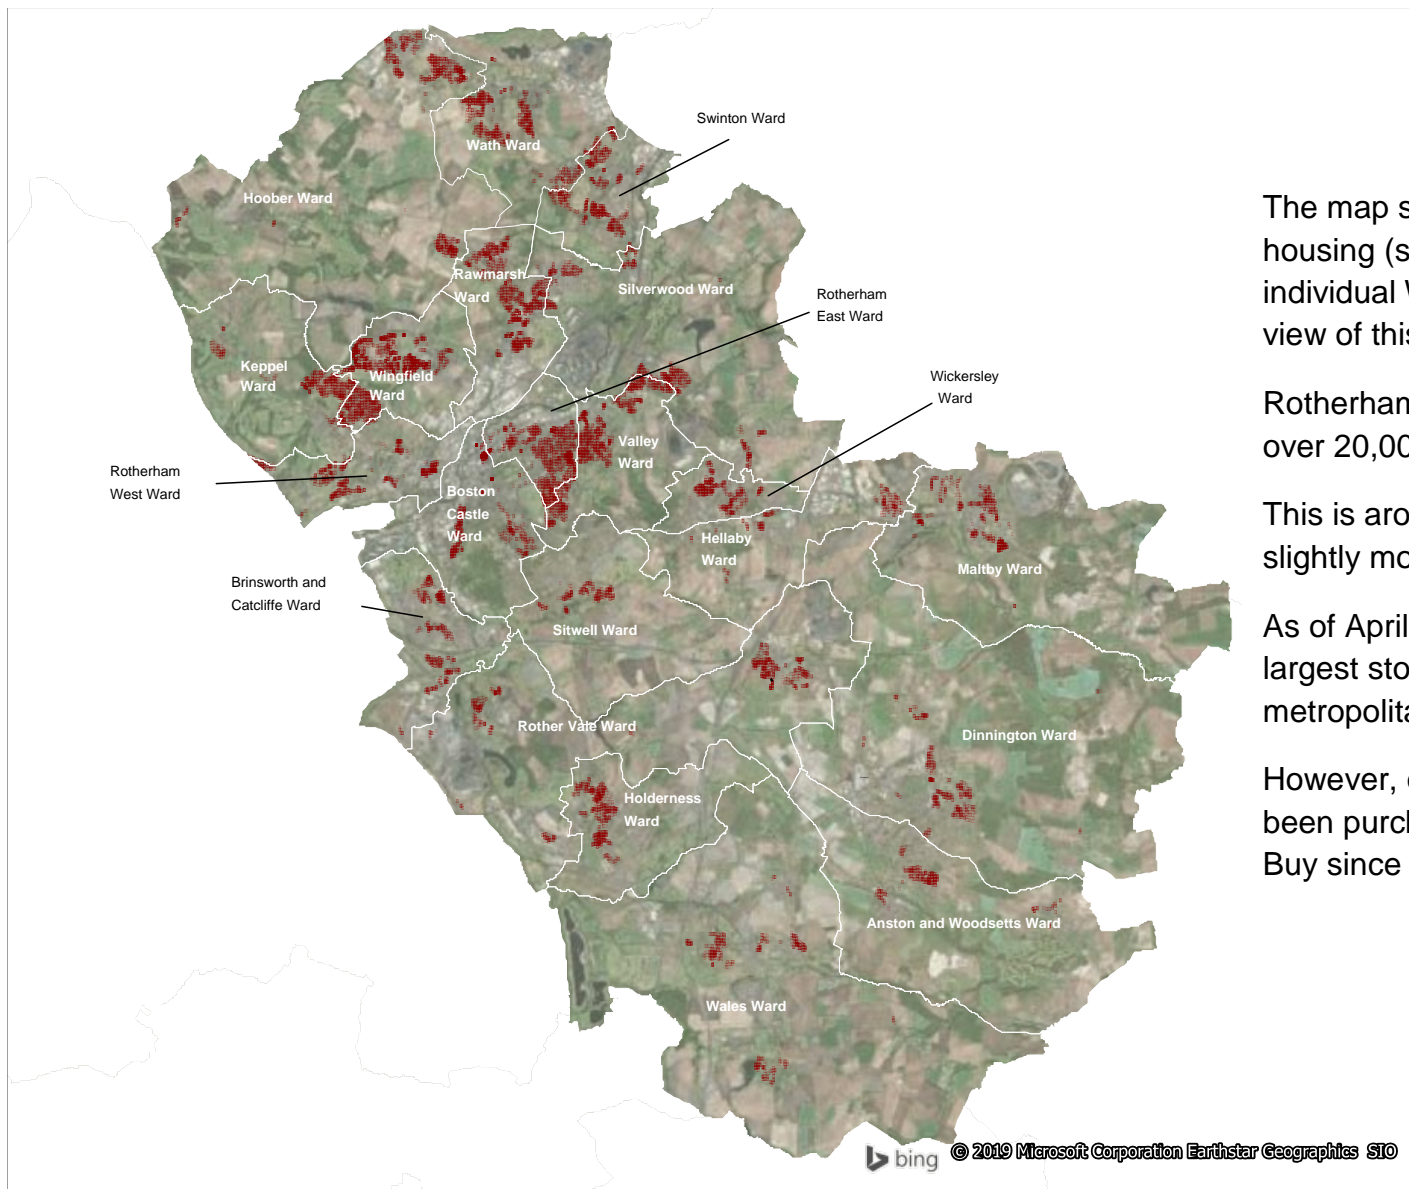 Swinton Ward
Wath Ward
Hoober Ward
Rawmarsh
Ward
Silverwood Ward
Rotherham
East Ward
Keppel
Ward
Wingfield
Ward
Wickersley
Ward
Valley
Ward
Rotherham
West Ward
Boston
Castle
Ward
Hellaby
Ward
Maltby Ward
Brinsworth and
Catcliffe Ward
Sitwell Ward
Rother Vale Ward
Dinnington Ward
Holderness
Ward
Anston and Woodsetts Ward
Wales Ward
bing
© 2019 Microsoft Corporation Earthstar Geographics SIO
The map s
housing (s
individual W
view of this
Rotherham
over 20,00
This is aro
slightly mo
As of April
largest sto
metropolita
However, 
been purch
Buy since